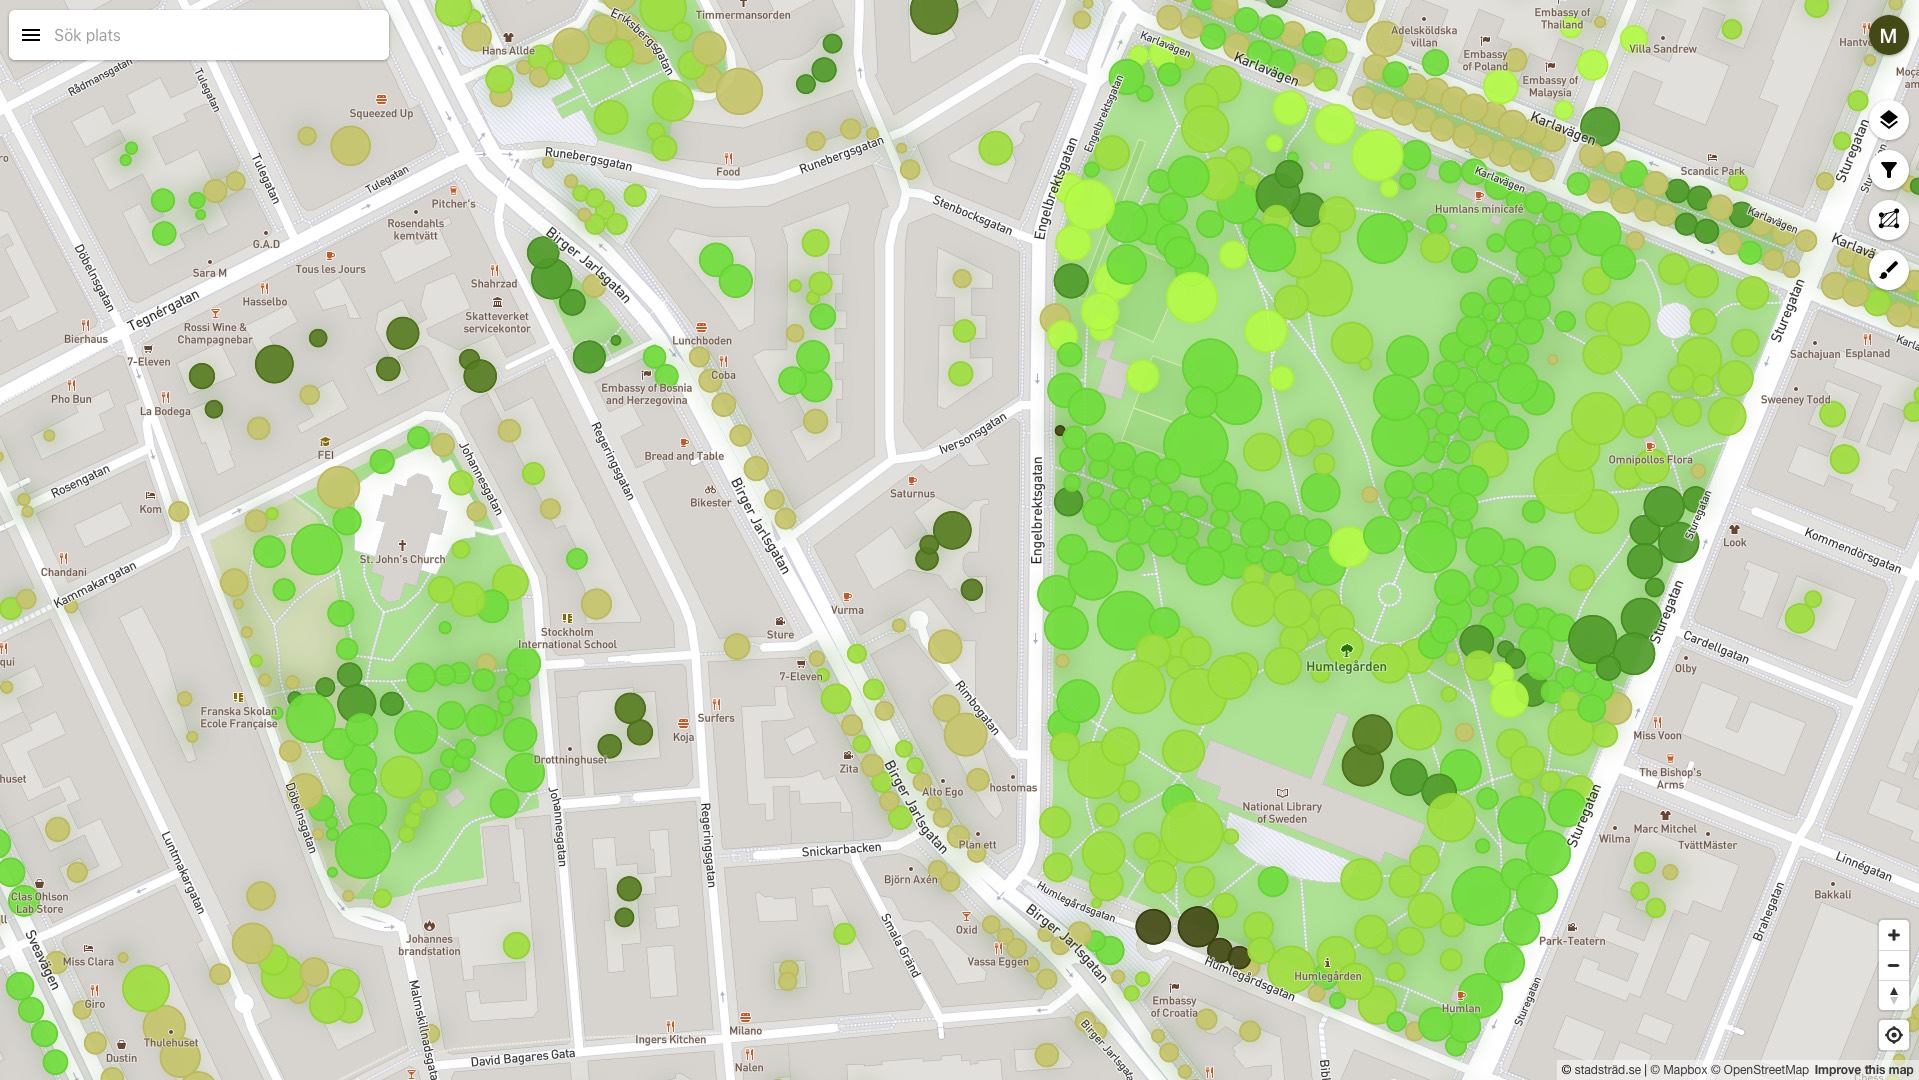 Sök plats
M
Timmermansorden
Eriksbergsgatan
Hans Allde
Rådmansgatan
Tulegatan
Squeezed Up
Karlavägen
Karlavägen
Adelsköldska
villan
Embassy of
Thailand
Embassy
of Poland
Embassy of
Malaysia
Villa Sandrew
Karlavägen
Sturegatan
Engelbrektsgatan
Runebergsgatan
Runebergsgatan
Food
Tulegatan
Tulegatan
Pitcher's
Scandic Park
Karlavägen
Humlans minicafé
Karlavägen
Rosendahls
kemtvätt
G.A.D
Stenbocksgatan
Engelbrektsgatan
Birger Jarlsgatan
Döbelnsgatan
Sara M
Tous les Jours
Shahrzad
Hasselbo
Skatteverket
servicekontor
Tegnérgatan
Rossi Wine &
Champagnebar
Bierhaus
7-Eleven
Lunchboden
Coba
Sturegatan
Sachajuan
Esplanad
Embassy of Bosnia
and Herzegovina
Pho Bun
La Bodega
Sweeney Todd
FEI
Johannesgatan
Regeringsgatan
Iversonsgatan
Bread and Table
Omnipollos Flora
Rosengatan
Kom
Bikester
Birger Jarlsgatan
Saturnus
Engelbrektsgatan
Sturegatan
Look
Kommendörsgatan
St. John's Church
Chandani
Kammakargatan
Vurma
Sture
Stockholm
International School
Sturegatan
Cardellgatan
Olby
Humlegården
7-Eleven
Rimbogatan
Franska Skolan
Ecole Française
Surfers
Koja
Miss Voon
Drottninghuset
Zita
The Bishop's
Arms
Birger Jarlsgatan
Alto Ego
hostomas
National Library
of Sweden
Döbelnsgatan
Johannesgatan
Regeringsgatan
Sturegatan
Marc Mitchel
Wilma
TvättMäster
Plan ett
Snickarbacken
Luntmakargatan
Linnégatan
Björn Axén
Humlegårdsgatan
Bakkali
Clas Ohlson
Lab Store
Brahegatan
Birger Jarlsgatan
Johannes
brandstation
Smala Gränd
Oxid
Park-Teatern
Sveavägen
Miss Clara
Vassa Eggen
Humlegårdsgatan
Humlegården
Giro
Embassy
of Croatia
Humlan
Sturegatan
Malmskillnadsgatan
Milano
Ingers Kitchen
Thulehuset
Dustin
David Bagares Gata
Nalen
Birger Jarlsgatan
© stadsträd.se | © Mapbox © OpenStreetMap Improve this map